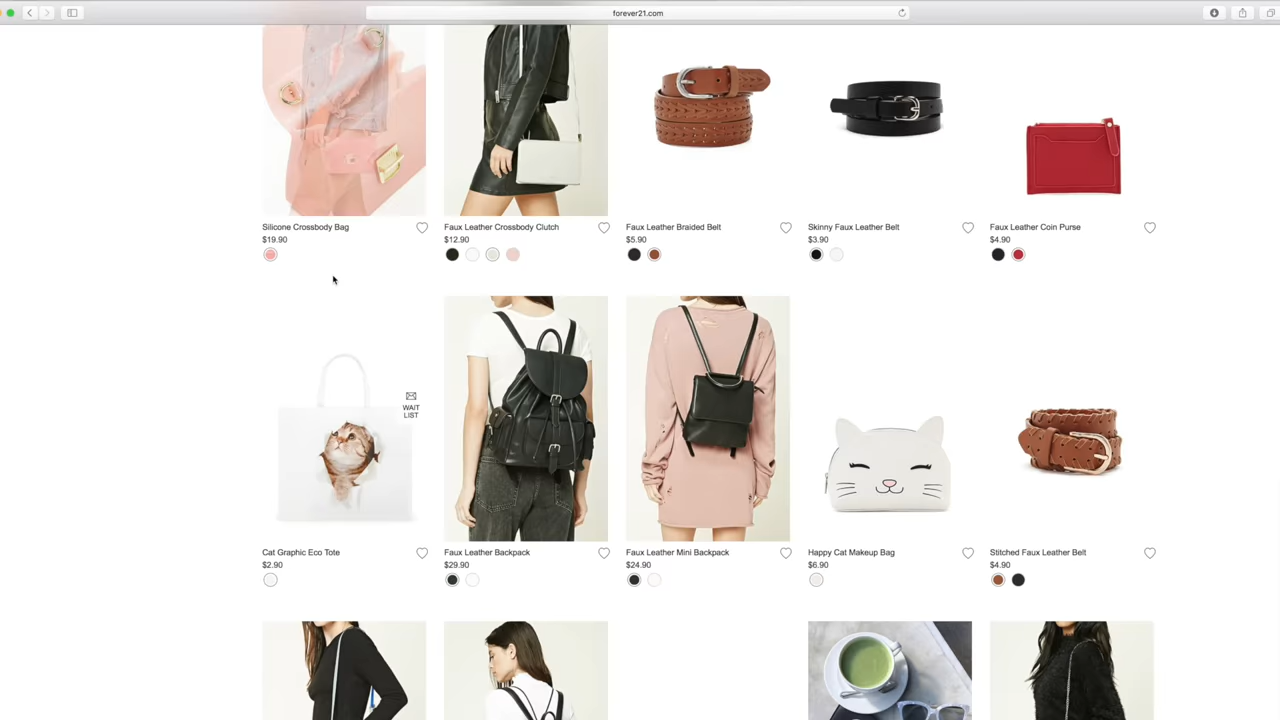 forever21.com
Silicone Crossbody Bag
$19.90
Faux Leather Crossbody Clutch
$12.90
Faux Leather Braided Belt
$5.90
Skinny Faux Leather Belt
$3.90
Faux Leather Coin Purse
$4.90
WAIT
LIST
Cat Graphic Eco Tote
$2.90
Faux Leather Backpack
$29.90
Faux Leather Mini Backpack
$24.90
Happy Cat Makeup Bag
$6.90
Stitched Faux Leather Belt
$4.90